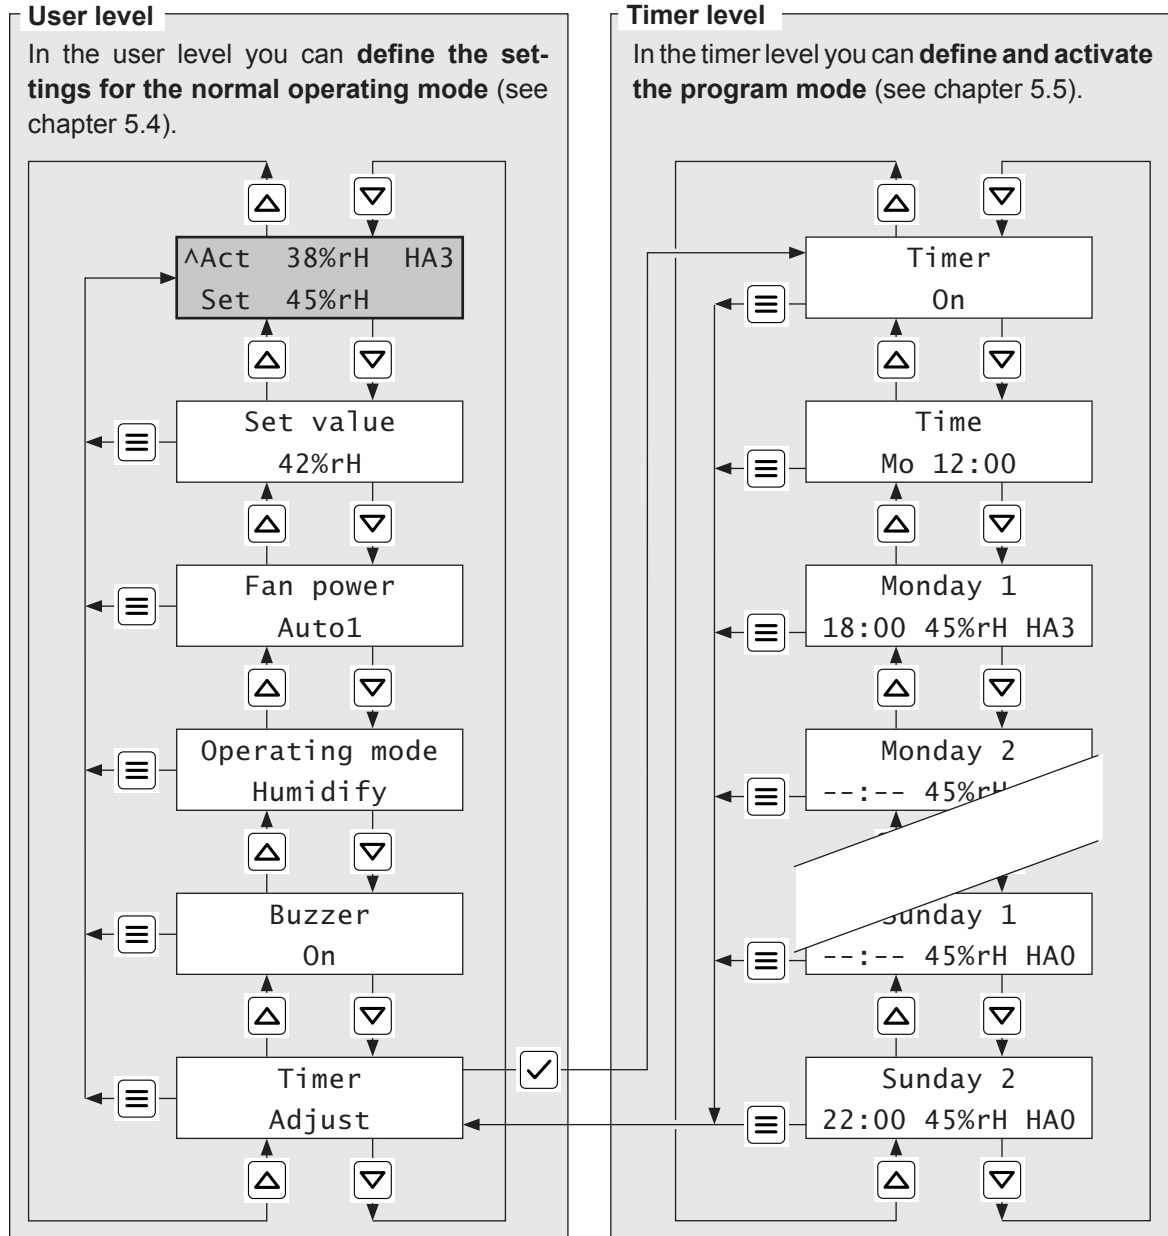 User level
In the user level you can define the set-
tings for the normal operating mode (see
chapter 5.4).
^Act 38%rH HA3
Set 45%rH
Set value
42%rH
Fan power
Auto1
Operating mode
Humidify
Buzzer
On
Timer
Adjust
Timer level
In the timer level you can define and activate
the program mode (see chapter 5.5).
Timer
On
Time
Mo 12:00
Monday 1
18:00 45%rH HA3
Monday 2
--:-- 45%rH
Sunday 1
--:-- 45%rH HA0
Sunday 2
22:00 45%rH HA0